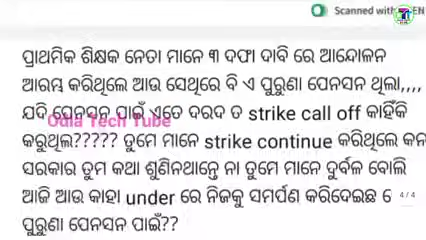 Scanned with
ପ୍ରାଥମିକ ଶିକ୍ଷକ ନେତା ମାନେ ୩ ଦଫା ଦାବି ରେ ଆନ୍ଦୋଳନ
ଆରମ୍ଭ କରିଥିଲେ ଆଉ ସେଥିରେ ବି ଏ ପୁରୁଣା ପେନସନ ଥିଲା,,,,
ଯଦି ପେନସନ ପାଇଁ ଏତେ ଦରଦ ତ strike call off କାହିଁକି
Odia Tech Tube
କରୁଥିଲ????? ତୁମେ ମାନେ strike continue କରିଥିଲେ କନ
ସରକାର ତୁମ କଥା ଶୁଣିନଥାନ୍ତେ ନା ତୁମେ ମାନେ ଦୁର୍ବଳ ବୋଲି
ଆଜି ଆଉ କାହା under ରେ ନିଜକୁ ସମର୍ପଣ କରିଦେଇଛ
4/4
ପୁରୁଣା ପେନସନ ପାଇଁ??